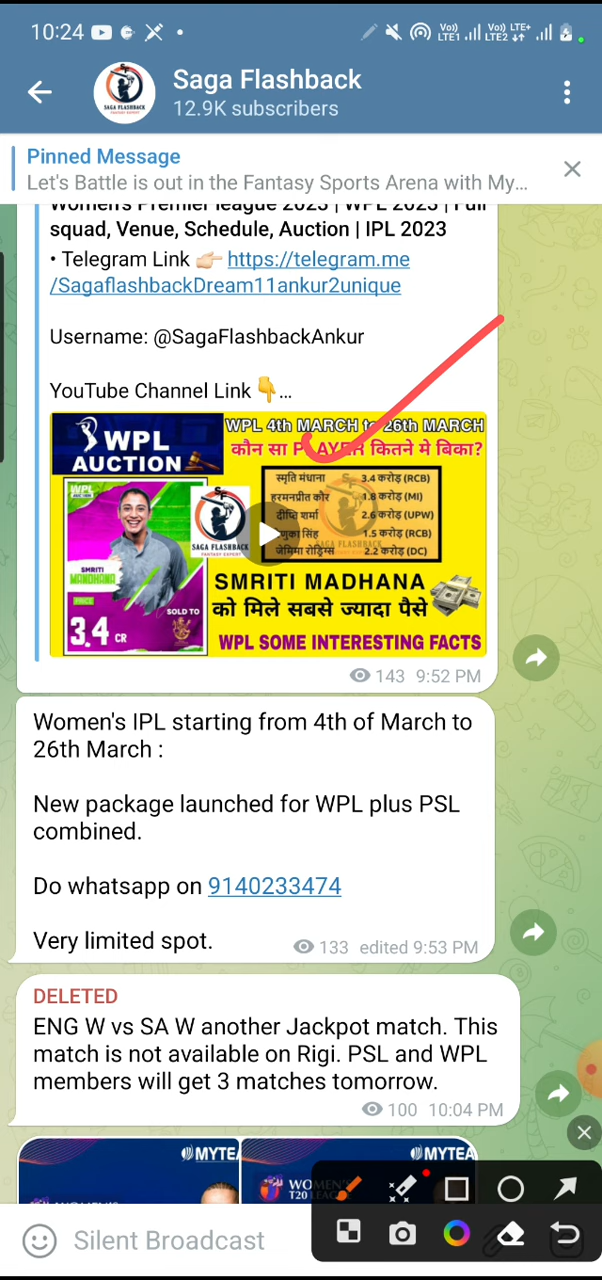 10:24
Vo)) LTE1 Vo)) LTE+ LTE2
Saga Flashback
12.9K subscribers
Pinned Message
Let's Battle is out in the Fantasy Sports Arena with My...
Women's Premier league 2023 | WPL 2023 | Full
squad, Venue, Schedule, Auction | IPL 2023
• Telegram Link 👉🏻 https://telegram.me
/SagaflashbackDream11ankur2unique
Username: @SagaFlashbackAnkur
YouTube Channel Link 👇...
WPL
AUCTION
WPL 4th MARCH to 26th MARCH
कौन सा PLAYER कितने मे बिका?
स्मृति मंधाना 3.4 करोड़ (RCB)
हरमनप्रीत कौर 1.8 करोड़ (MI)
दीप्ति शर्मा 2.6 करोड़ (UPW)
णुका सिंह 1.5 करोड़ (RCB)
जेमिमा रोड्रिग्स 2.2 करोड़ (DC)
WPL
SAGA FLASHBACK
FANTASY EXPERT
SMRITI
MANDHANA
PRICE
SOLD TO
3.4 CR
SMRITI MADHANA
को मिले सबसे ज्यादा पैसे
WPL SOME INTERESTING FACTS
143 9:52 PM
Women's IPL starting from 4th of March to
26th March :
New package launched for WPL plus PSL
combined.
Do whatsapp on 9140233474
Very limited spot.
133 edited 9:53 PM
DELETED
ENG W vs SA W another Jackpot match. This
match is not available on Rigi. PSL and WPL
members will get 3 matches tomorrow.
100 10:04 PM
MYTEA
MYTEA
WOMEN'S
T20 LEAG
Silent Broadcast